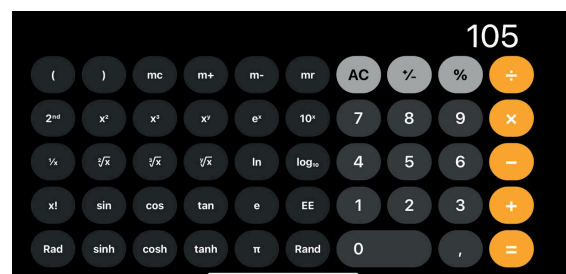 105
( ) mc m+ m- mr AC +/- % ÷
2ⁿᵈ x² x³ xʸ eˣ 10ˣ 7 8 9 ×
1/x ²√x ³√x ʸ√x ln log₁₀ 4 5 6 −
x! sin cos tan e EE 1 2 3 +
Rad sinh cosh tanh π Rand 0 , =